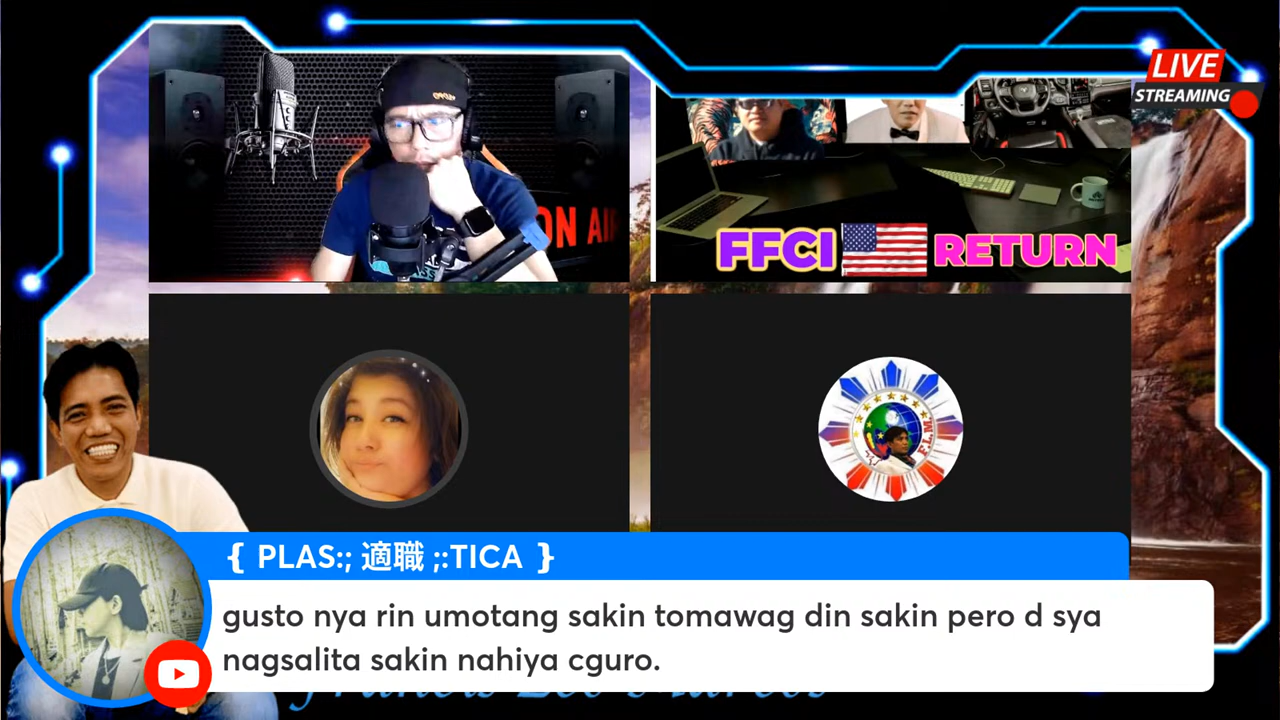 LIVE
STREAMING
ON AIR
FFCI RETURN
FLM
❴ PLAS:; 適職 ;:TICA ❵
gusto nya rin umotang sakin tomawag din sakin pero d sya
nagsalita sakin nahiya cguro.